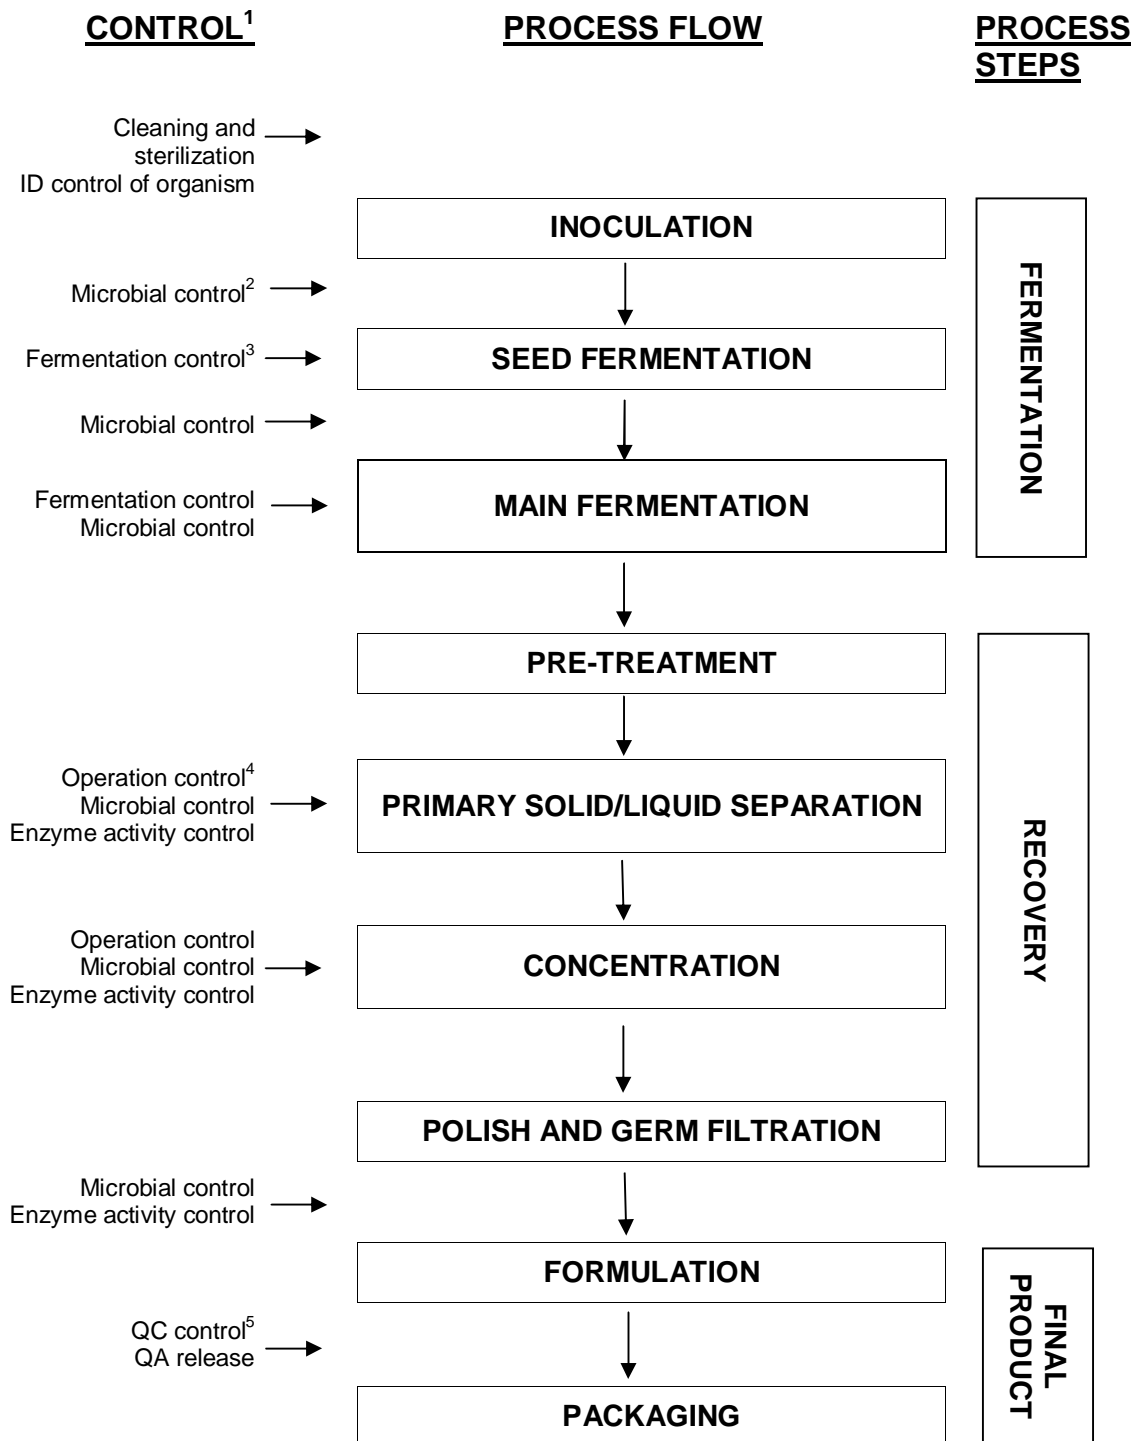 CONTROL¹
PROCESS FLOW
PROCESS
STEPS
Cleaning and
sterilization
ID control of organism
INOCULATION
Microbial control²
Fermentation control³
SEED FERMENTATION
Microbial control
Fermentation control
Microbial control
MAIN FERMENTATION
FERMENTATION
PRE-TREATMENT
Operation control⁴
Microbial control
Enzyme activity control
PRIMARY SOLID/LIQUID SEPARATION
Operation control
Microbial control
Enzyme activity control
CONCENTRATION
POLISH AND GERM FILTRATION
RECOVERY
Microbial control
Enzyme activity control
FORMULATION
QC control⁵
QA release
PACKAGING
FINAL
PRODUCT